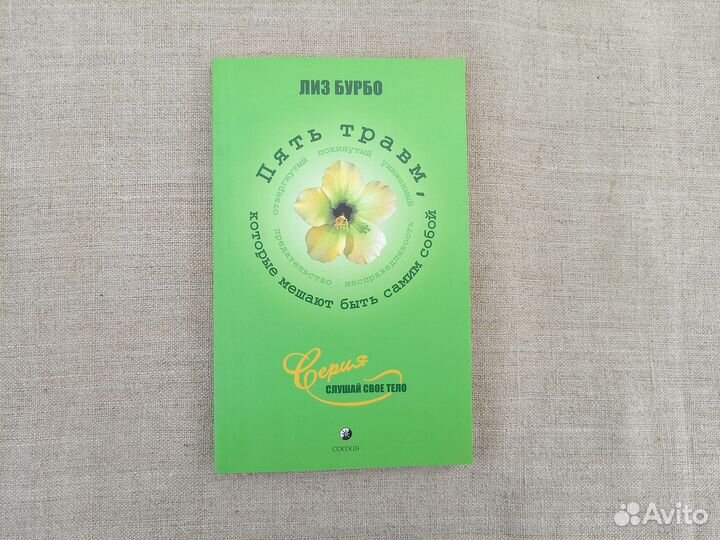 ЛИЗ БУРБО
Пять травм,
отвергнутый покинутый униженный
предательство несправедливость
которые мешают быть самим собой
Серия
СЛУШАЙ СВОЕ ТЕЛО
СОФИЯ
Avito